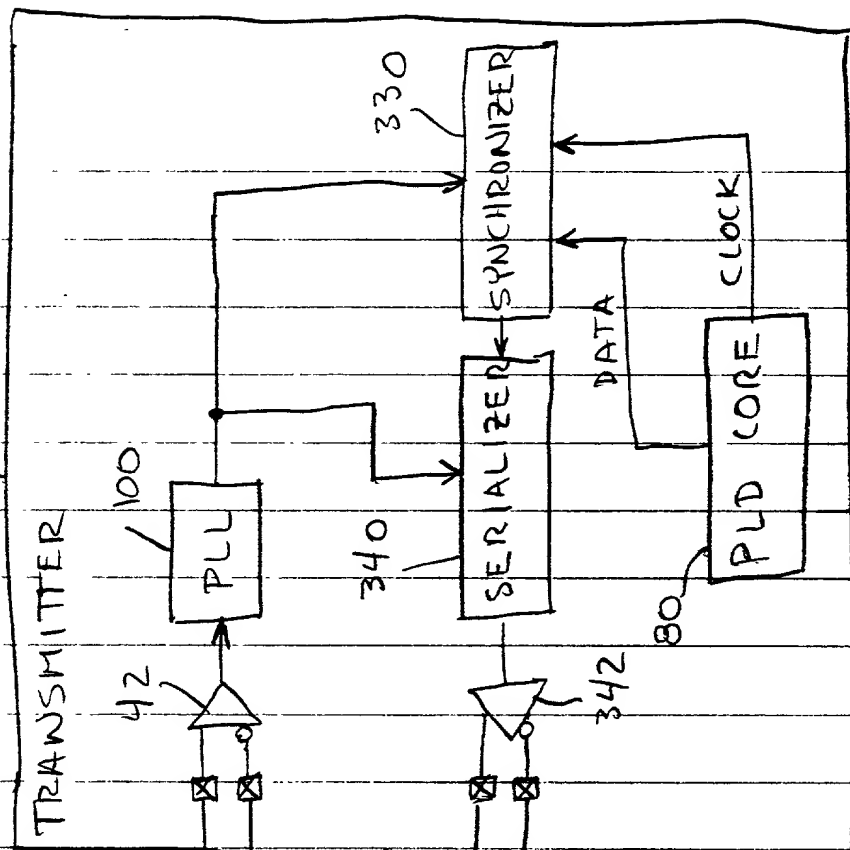 TRANSMITTER
42
100
PLL
330
SYNCHRONIZER
340
SERIALIZER
342
DATA
CLOCK
80
PLD CORE